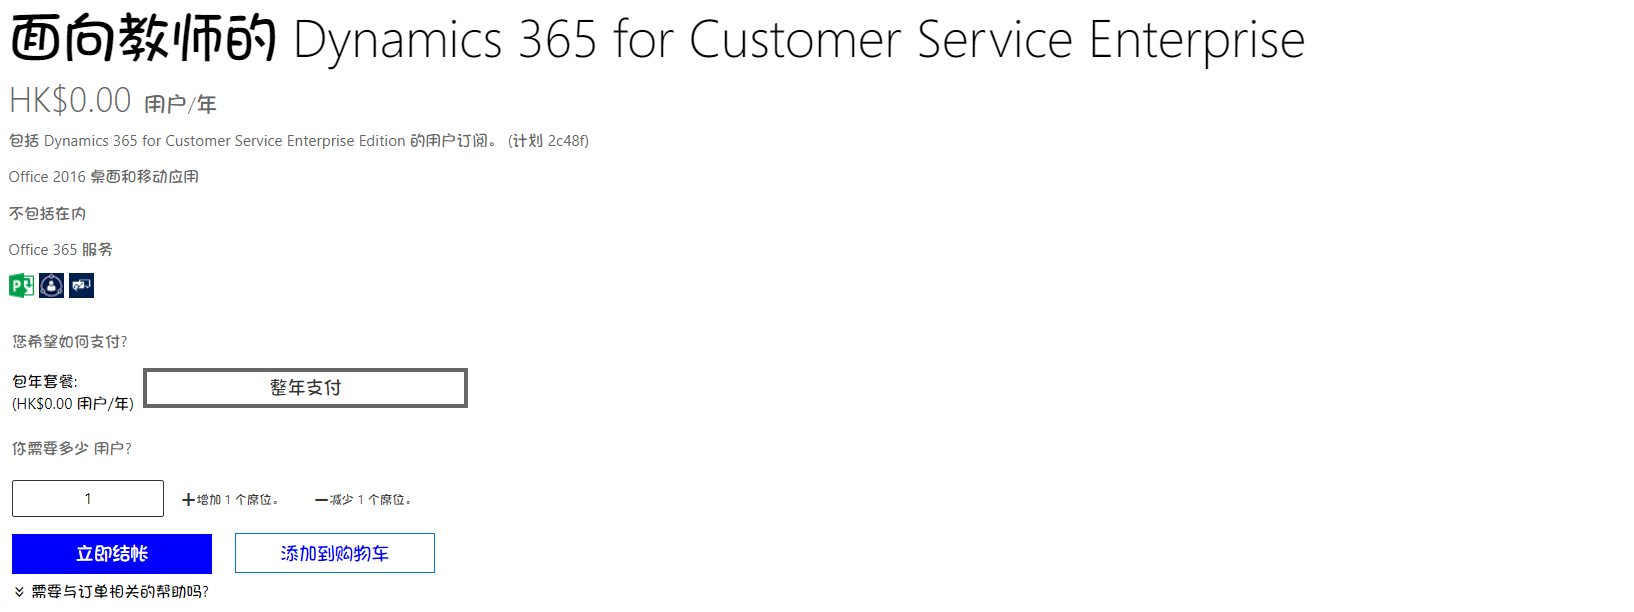 面向教师的 Dynamics 365 for Customer Service Enterprise
HK$0.00 用户/年
包括 Dynamics 365 for Customer Service Enterprise Edition 的用户订阅。 (计划 2c48f)
Office 2016 桌面和移动应用
不包括在内
Office 365 服务
您希望如何支付?
包年套餐:
(HK$0.00 用户/年)
整年支付
你需要多少 用户?
1
+增加 1 个席位。
−减少 1 个席位。
立即结帐
添加到购物车
需要与订单相关的帮助吗?